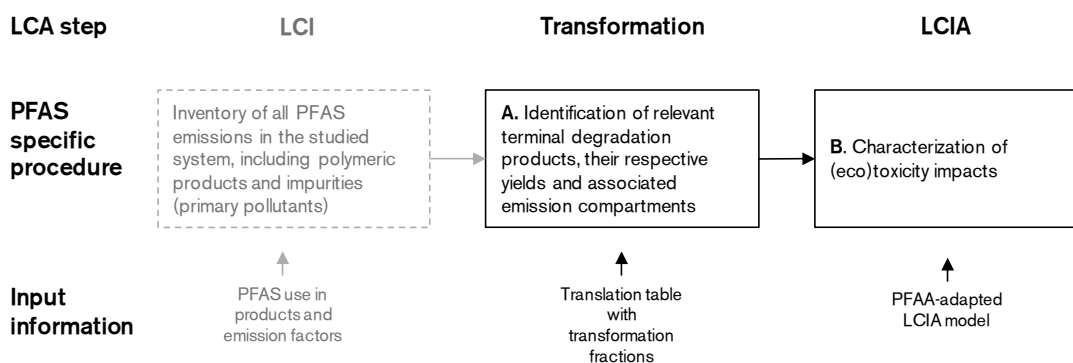 LCA step
LCI
Transformation
LCIA
PFAS
specific
procedure
Inventory of all PFAS
emissions in the studied
system, including polymeric
products and impurities
(primary pollutants)
A. Identification of relevant
terminal degradation
products, their respective
yields and associated
emission compartments
B. Characterization of
(eco)toxicity impacts
Input
information
PFAS use in
products and
emission factors
Translation table
with
transformation
fractions
PFAA-adapted
LCIA model